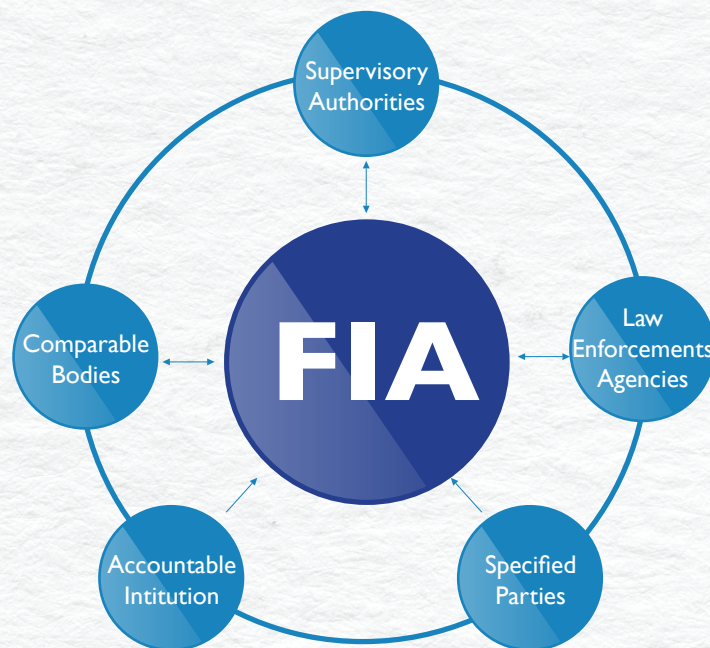 Supervisory
Authorities
Comparable
Bodies
FIA
Law
Enforcements
Agencies
Accountable
Intitution
Specified
Parties